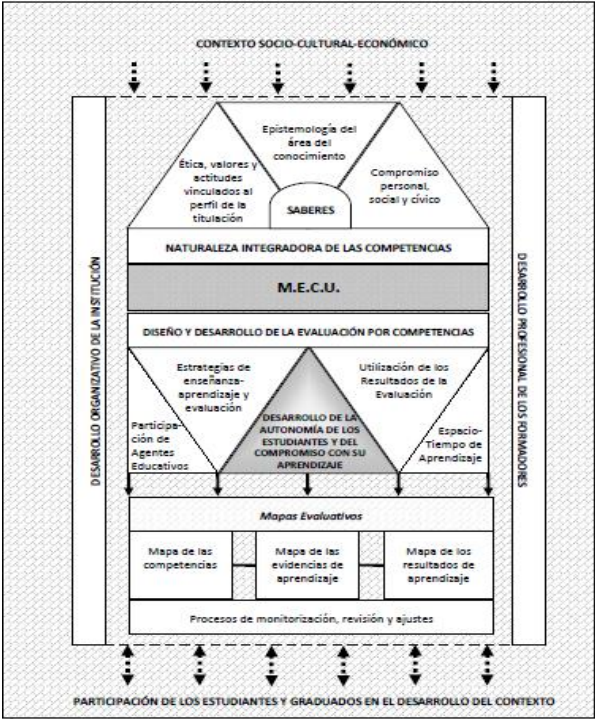 CONTEXTO SOCIO-CULTURAL-ECONÓMICO
Epistemología del
área del
conocimiento
Ética, valores y
actitudes
vinculados al
perfil de la
titulación
Compromiso
personal,
social y cívico
SABERES
NATURALEZA INTEGRADORA DE LAS COMPETENCIAS
M.E.C.U.
DISEÑO Y DESARROLLO DE LA EVALUACIÓN POR COMPETENCIAS
Estrategias de
enseñanza-
aprendizaje y
evaluación
Utilización de los
Resultados de la
Evaluación
Participa-
ción de
Agentes
Educativos
DESARROLLO DE LA
AUTONOMÍA DE LOS
ESTUDIANTES Y DEL
COMPROMISO CON SU
APRENDIZAJE
Espacio-
Tiempo de
Aprendizaje
Mapas Evaluativos
Mapa de las
competencias
Mapa de las
evidencias de
aprendizaje
Mapa de los
resultados de
aprendizaje
Procesos de monitorización, revisión y ajustes
DESARROLLO ORGANIZATIVO DE LA INSTITUCIÓN
DESARROLLO PROFESIONAL DE LOS FORMADORES
PARTICIPACIÓN DE LOS ESTUDIANTES Y GRADUADOS EN EL DESARROLLO DEL CONTEXTO